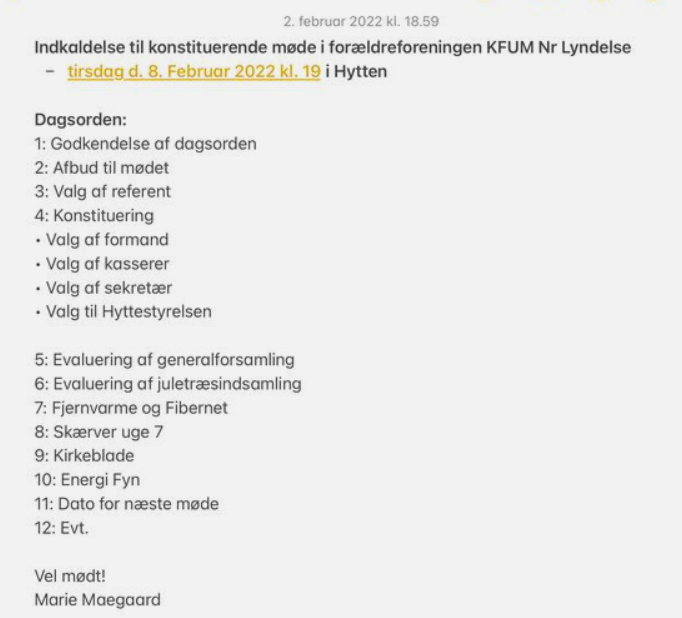 2. februar 2022 kl. 18.59
Indkaldelse til konstituerende møde i forældreforeningen KFUM Nr Lyndelse
– tirsdag d. 8. Februar 2022 kl. 19 i Hytten
Dagsorden:
1: Godkendelse af dagsorden
2: Afbud til mødet
3: Valg af referent
4: Konstituering
• Valg af formand
• Valg af kasserer
• Valg af sekretær
• Valg til Hyttestyrelsen
5: Evaluering af generalforsamling
6: Evaluering af juletræsindsamling
7: Fjernvarme og Fibernet
8: Skærver uge 7
9: Kirkeblade
10: Energi Fyn
11: Dato for næste møde
12: Evt.
Vel mødt!
Marie Maegaard